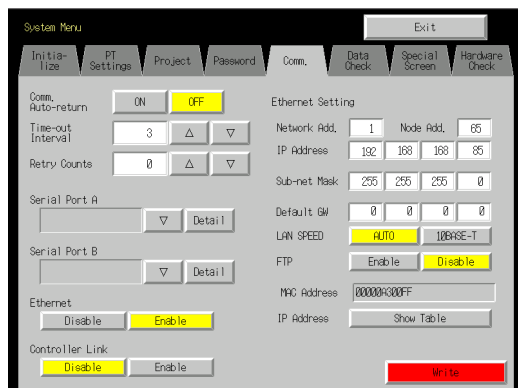 System Menu
Exit
Initia-
lize
PT
Settings
Project
Password
Comm.
Data
Check
Special
Screen
Hardware
Check
Comm.
Auto-return
ON
OFF
Time-out
Interval
3
△
▽
Retry Counts
0
△
▽
Serial Port A
▽
Detail
Serial Port B
▽
Detail
Ethernet
Disable
Enable
Controller Link
Disable
Enable
Ethernet Setting
Network Add.
1
Node Add.
65
IP Address
192 168 168 85
Sub-net Mask
255 255 255 0
Default GW
0 0 0 0
LAN SPEED
AUTO
10BASE-T
FTP
Enable
Disable
MAC Address
00000A300FF
IP Address
Show Table
Write